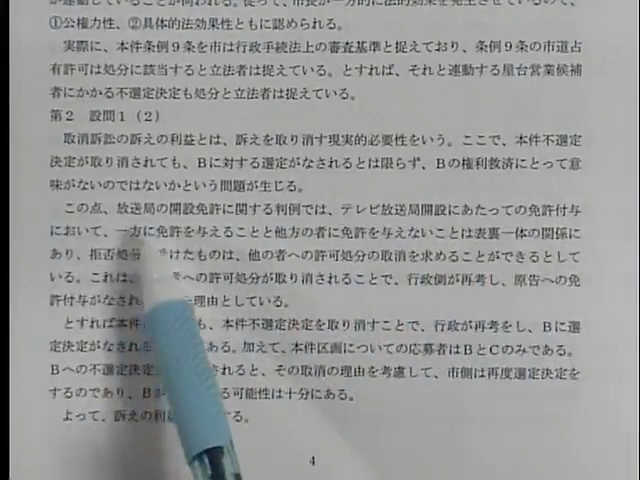 が運動していることが問われる。従って、市長が一方的に法的効果を発生させているので、
①公権力性、②具体的法効果性ともに認められる。
実際に、本件条例９条を市は行政手続法上の審査基準と捉えており、条例９条の市道占
有許可は処分に該当すると立法者は捉えている。とすれば、それと連動する屋台営業候補
者にかかる不選定決定も処分と立法者は捉えている。
第２　設問１（２）
取消訴訟の訴えの利益とは、訴えを取り消す現実的必要性をいう。ここで、本件不選定
決定が取り消されても、Ｂに対する選定がなされるとは限らず、Ｂの権利救済にとって意
味がないのではないかという問題が生じる。
この点、放送局の開設免許に関する判例では、テレビ放送局開設にあたっての免許付与
において、一方に免許を与えることと他方の者に免許を与えないことは表裏一体の関係に
あり、拒否処分 けたものは、他の者への許可処分の取消を求めることができるとして
いる。これは、 者への許可処分が取り消されることで、行政側が再考し、原告への免
許付与がなされ 理由としている。
とすれば本件 も、本件不選定決定を取り消すことで、行政が再考をし、Ｂに選
定決定がなされる ある。加えて、本件区画についての応募者はＢとＣのみである。
Ｂへの不選定決定 されると、その取消の理由を考慮して、市側は再度選定決定を
するのであり、Ｂが る可能性は十分にある。
よって、訴えの利 する。
4